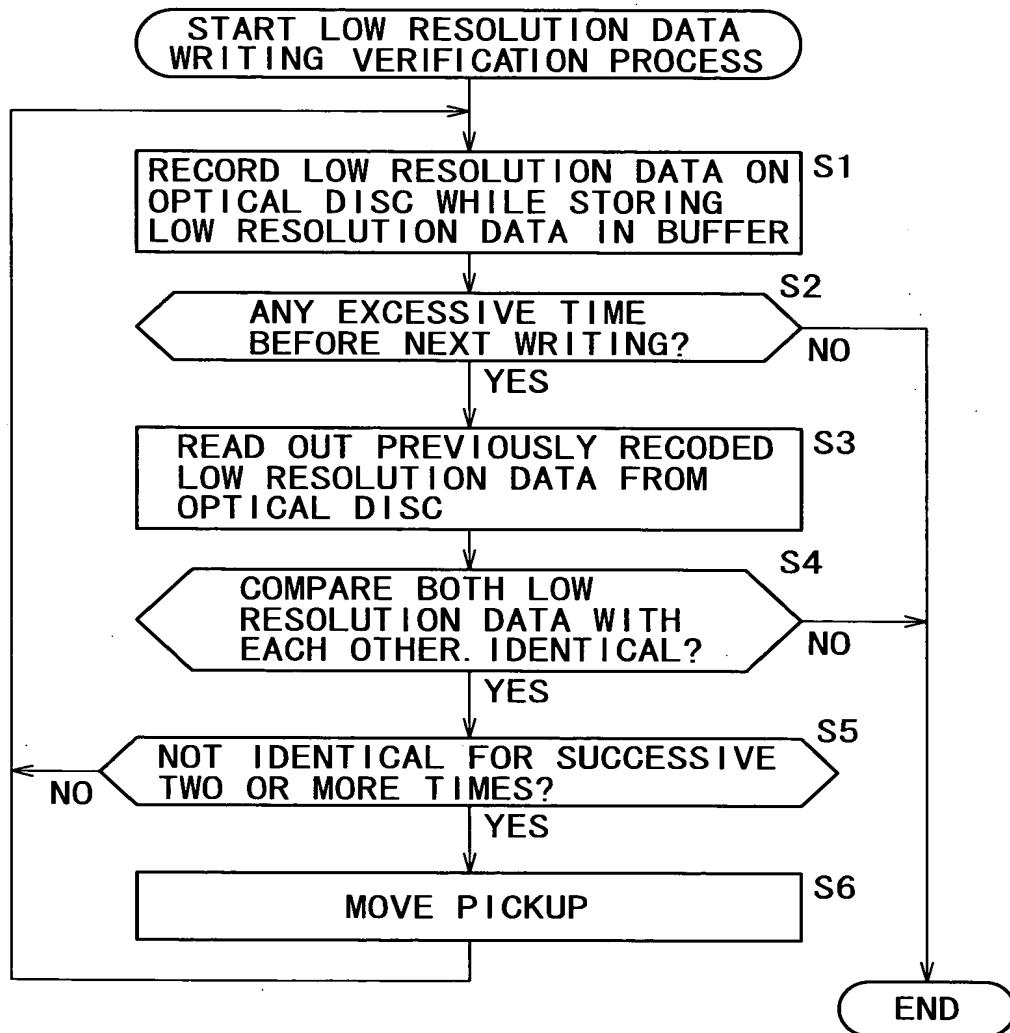 START LOW RESOLUTION DATA
WRITING VERIFICATION PROCESS
RECORD LOW RESOLUTION DATA ON
OPTICAL DISC WHILE STORING
LOW RESOLUTION DATA IN BUFFER
S1
ANY EXCESSIVE TIME
BEFORE NEXT WRITING?
S2
NO
YES
READ OUT PREVIOUSLY RECODED
LOW RESOLUTION DATA FROM
OPTICAL DISC
S3
COMPARE BOTH LOW
RESOLUTION DATA WITH
EACH OTHER. IDENTICAL?
S4
NO
YES
NOT IDENTICAL FOR SUCCESSIVE
TWO OR MORE TIMES?
S5
NO
YES
MOVE PICKUP
S6
END